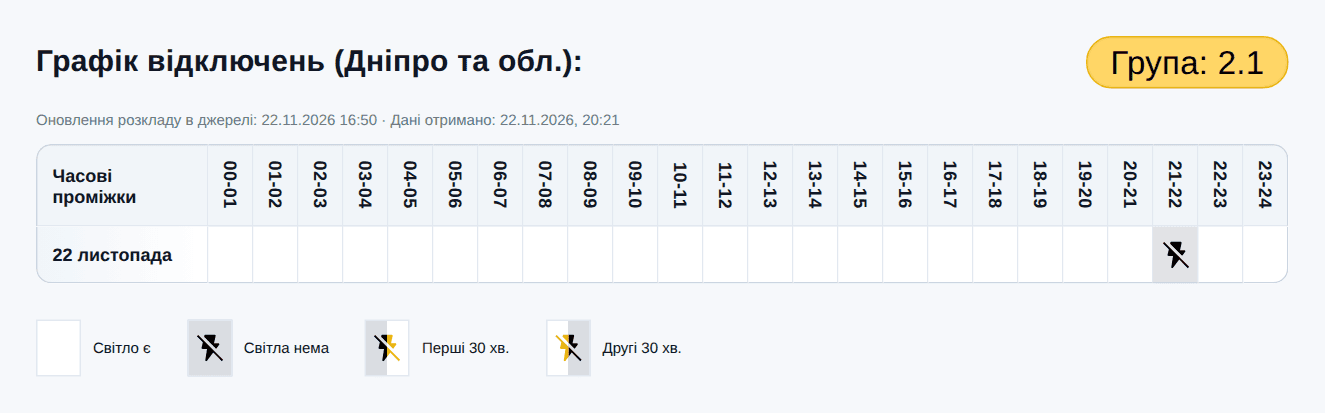 Графік відключень (Дніпро та обл.):
Група: 2.1
Оновлення розкладу в джерелі: 22.11.2026 16:50 · Дані отримано: 22.11.2026, 20:21
Часові
проміжки
00-01
01-02
02-03
03-04
04-05
05-06
06-07
07-08
08-09
09-10
10-11
11-12
12-13
13-14
14-15
15-16
16-17
17-18
18-19
19-20
20-21
21-22
22-23
23-24
22 листопада
Світло є
Світла нема
Перші 30 хв.
Другі 30 хв.